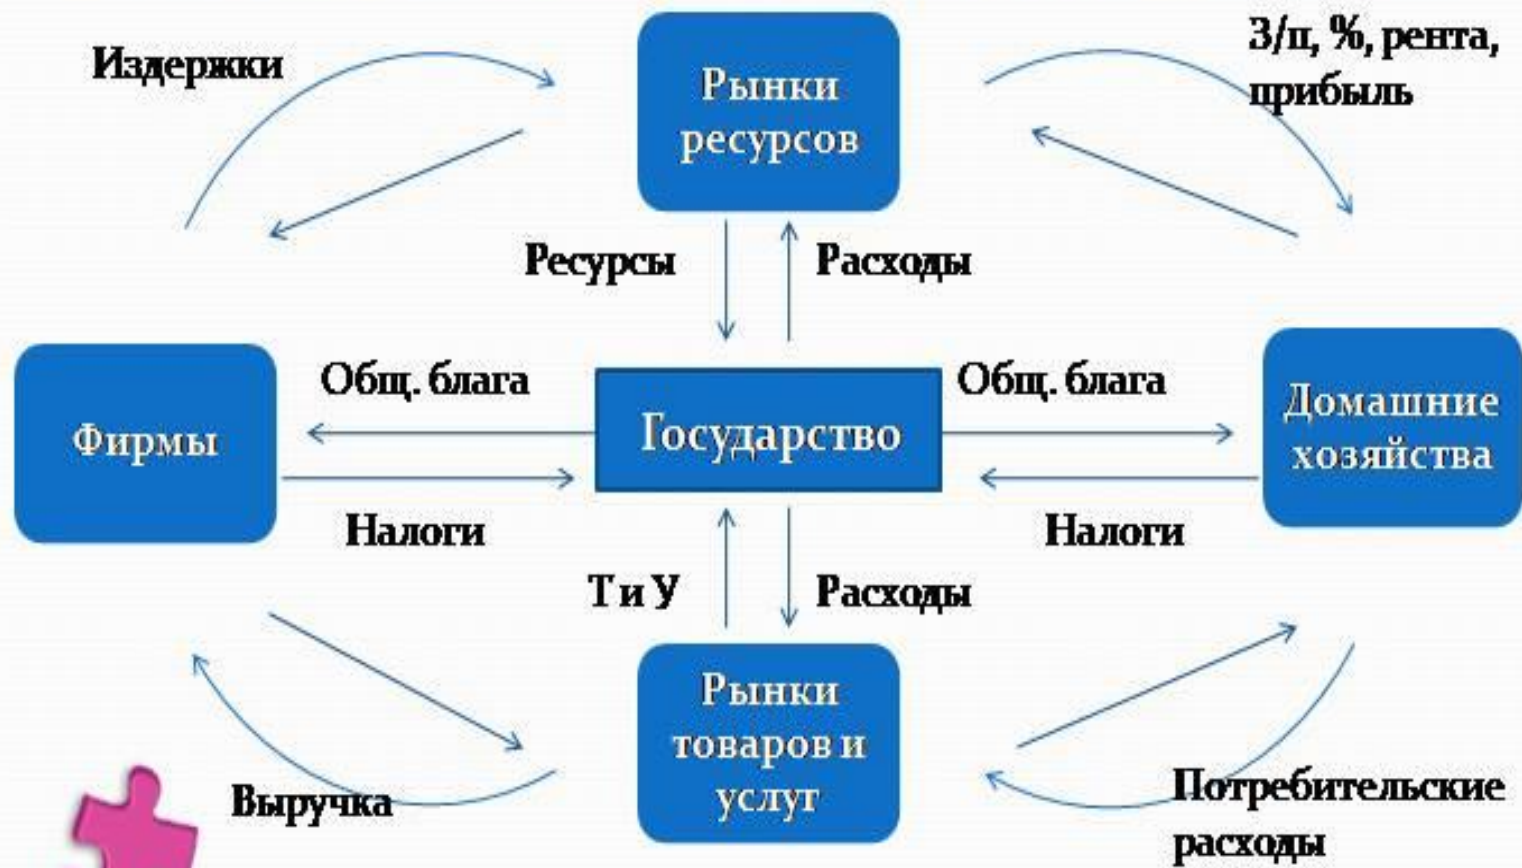 Издержки
Рынки
ресурсов
З/п, %, рента,
прибыль
Ресурсы
Расходы
Общ. блага
Общ. блага
Фирмы
Государство
Домашние
хозяйства
Налоги
Налоги
Т и У
Расходы
Рынки
товаров и
услуг
Выручка
Потребительские
расходы